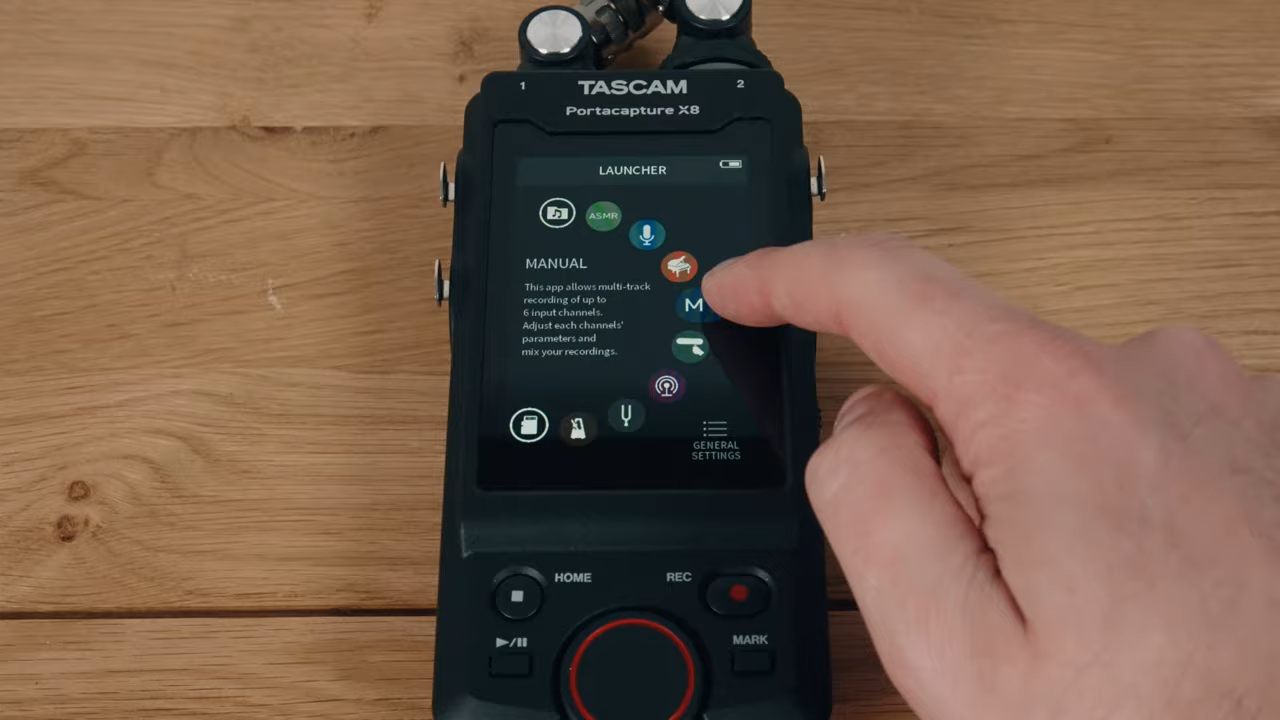 1 TASCAM 2
Portacapture X8
LAUNCHER
ASMR
MANUAL
This app allows multi-track
recording of up to
6 input channels.
Adjust each channels'
parameters and
mix your recordings.
M
GENERAL
SETTINGS
HOME
REC
MARK